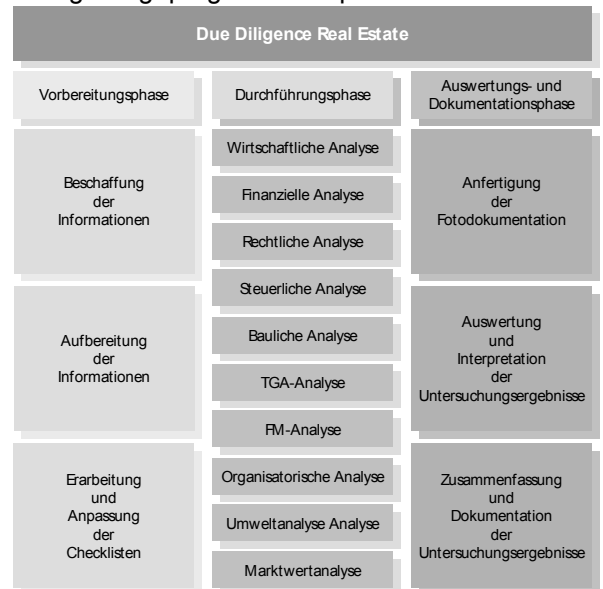 Due Diligence Real Estate
Vorbereitungsphase
Beschaffung
der
Informationen
Aufbereitung
der
Informationen
Erarbeitung
und
Anpassung
der
Checklisten
Durchführungsphase
Wirtschaftliche Analyse
Finanzielle Analyse
Rechtliche Analyse
Steuerliche Analyse
Bauliche Analyse
TGA-Analyse
FM-Analyse
Organisatorische Analyse
Umweltanalyse Analyse
Marktwertanalyse
Auswertungs- und
Dokumentationsphase
Anfertigung
der
Fotodokumentation
Auswertung
und
Interpretation
der
Untersuchungsergebnisse
Zusammenfassung
und
Dokumentation
der
Untersuchungsergebnisse